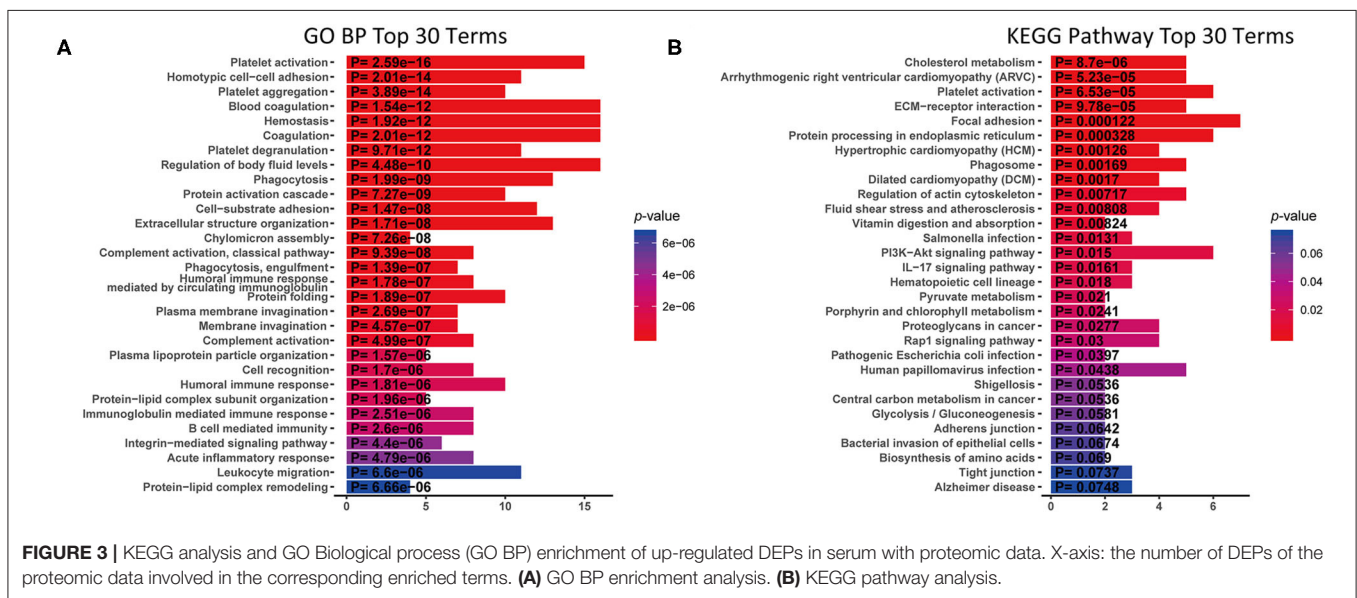 A
GO BP Top 30 Terms
Platelet activation
P= 2.59e-16
Homotypic cell-cell adhesion
P= 2.01e-14
Platelet aggregation
P= 3.89e-14
Blood coagulation
P= 1.54e-12
Hemostasis
P= 1.92e-12
Coagulation
P= 2.01e-12
Platelet degranulation
P= 9.71e-12
Regulation of body fluid levels
P= 4.48e-10
Phagocytosis
P= 1.99e-09
Protein activation cascade
P= 7.27e-09
Cell-substrate adhesion
P= 1.47e-08
Extracellular structure organization
P= 1.71e-08
Chylomicron assembly
P= 7.26e-08
Complement activation, classical pathway
P= 9.39e-08
Phagocytosis, engulfment
P= 1.39e-07
Humoral immune response
mediated by circulating immunoglobulin
P= 1.78e-07
Protein folding
P= 1.89e-07
Plasma membrane invagination
P= 2.69e-07
Membrane invagination
P= 4.57e-07
Complement activation
P= 4.99e-07
Plasma lipoprotein particle organization
P= 1.57e-06
Cell recognition
P= 1.7e-06
Humoral immune response
P= 1.81e-06
Protein-lipid complex subunit organization
P= 1.96e-06
Immunoglobulin mediated immune response
P= 2.51e-06
B cell mediated immunity
P= 2.6e-06
Integrin-mediated signaling pathway
P= 4.4e-06
Acute inflammatory response
P= 4.79e-06
Leukocyte migration
P= 6.6e-06
Protein-lipid complex remodeling
P= 6.66e-06
0 5 10 15
p-value
6e-06
4e-06
2e-06
B
KEGG Pathway Top 30 Terms
Cholesterol metabolism
P= 8.7e-06
Arrhythmogenic right ventricular cardiomyopathy (ARVC)
P= 5.23e-05
Platelet activation
P= 6.53e-05
ECM-receptor interaction
P= 9.78e-05
Focal adhesion
P= 0.000122
Protein processing in endoplasmic reticulum
P= 0.000328
Hypertrophic cardiomyopathy (HCM)
P= 0.00126
Phagosome
P= 0.00169
Dilated cardiomyopathy (DCM)
P= 0.0017
Regulation of actin cytoskeleton
P= 0.00717
Fluid shear stress and atherosclerosis
P= 0.00808
Vitamin digestion and absorption
P= 0.00824
Salmonella infection
P= 0.0131
PI3K-Akt signaling pathway
P= 0.015
IL-17 signaling pathway
P= 0.0161
Hematopoietic cell lineage
P= 0.018
Pyruvate metabolism
P= 0.021
Porphyrin and chlorophyll metabolism
P= 0.0241
Proteoglycans in cancer
P= 0.0277
Rap1 signaling pathway
P= 0.03
Pathogenic Escherichia coli infection
P= 0.0397
Human papillomavirus infection
P= 0.0438
Shigellosis
P= 0.0536
Central carbon metabolism in cancer
P= 0.0536
Glycolysis / Gluconeogenesis
P= 0.0581
Adherens junction
P= 0.0642
Bacterial invasion of epithelial cells
P= 0.0674
Biosynthesis of amino acids
P= 0.069
Tight junction
P= 0.0737
Alzheimer disease
P= 0.0748
0 2 4 6
p-value
0.06
0.04
0.02
FIGURE 3 | KEGG analysis and GO Biological process (GO BP) enrichment of up-regulated DEPs in serum with proteomic data. X-axis: the number of DEPs of the
proteomic data involved in the corresponding enriched terms. (A) GO BP enrichment analysis. (B) KEGG pathway analysis.